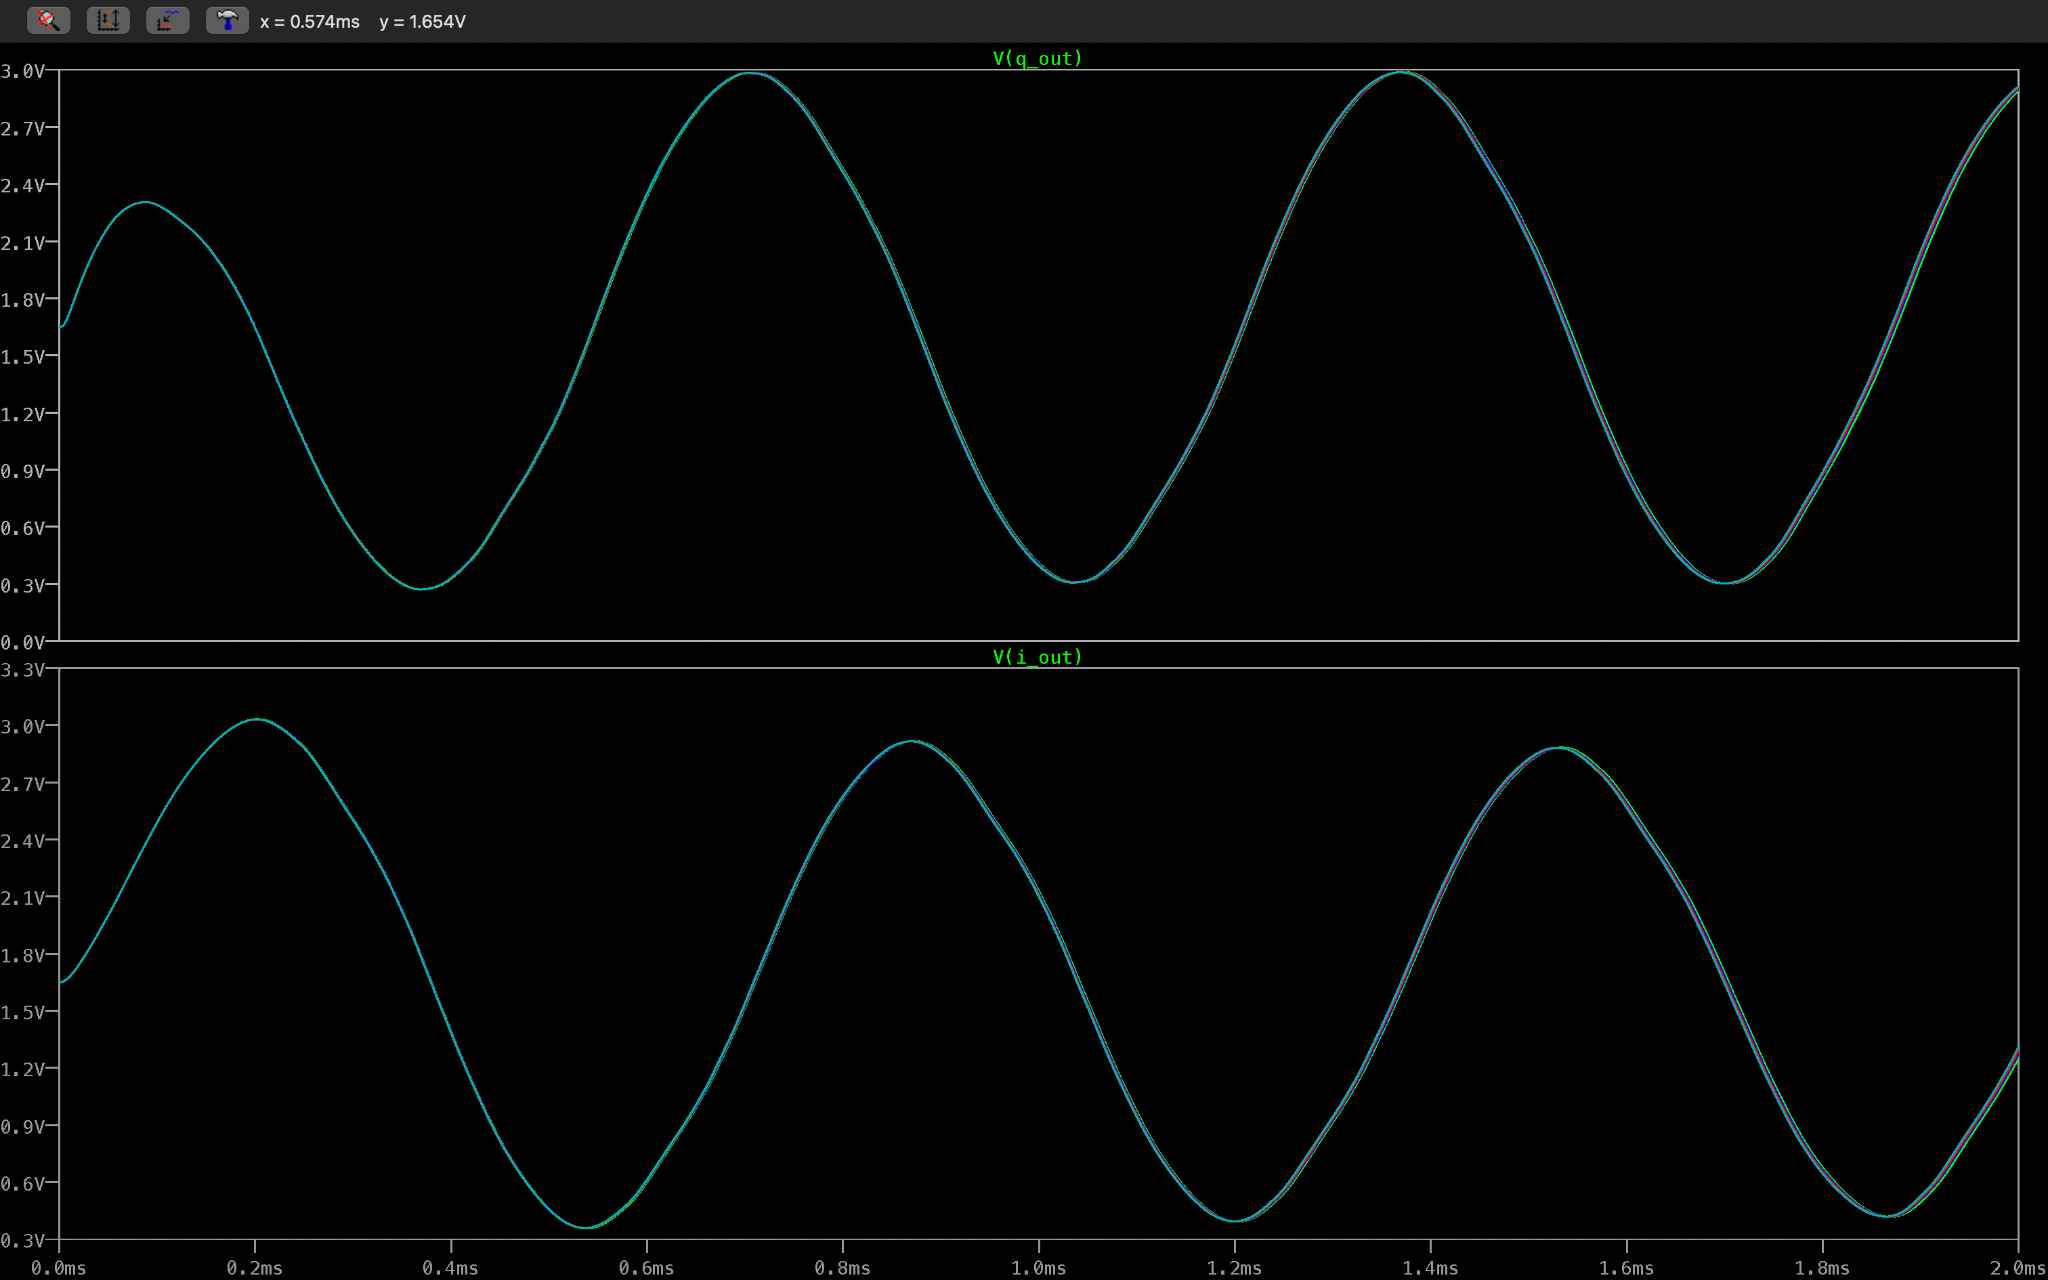 x = 0.574ms y = 1.654V
V(q_out)
3.0V
2.7V
2.4V
2.1V
1.8V
1.5V
1.2V
0.9V
0.6V
0.3V
0.0V
V(i_out)
3.3V
3.0V
2.7V
2.4V
2.1V
1.8V
1.5V
1.2V
0.9V
0.6V
0.3V
0.0ms 0.2ms 0.4ms 0.6ms 0.8ms 1.0ms 1.2ms 1.4ms 1.6ms 1.8ms 2.0ms